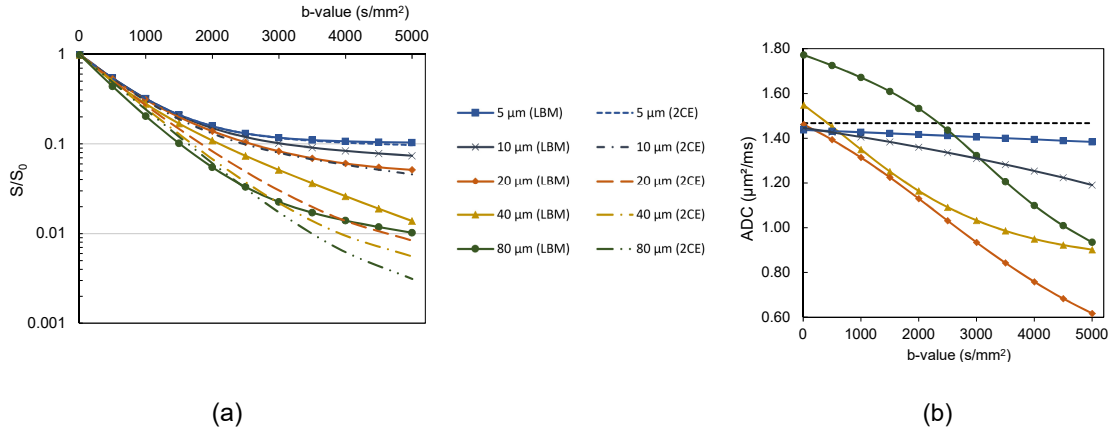 b-value (s/mm²)
0 1000 2000 3000 4000 5000
1
0.1
0.01
0.001
S/S₀
5 µm (LBM) 5 µm (2CE)
10 µm (LBM) 10 µm (2CE)
20 µm (LBM) 20 µm (2CE)
40 µm (LBM) 40 µm (2CE)
80 µm (LBM) 80 µm (2CE)
(a)
1.80
1.60
1.40
1.20
1.00
0.80
0.60
ADC (µm²/ms)
0 1000 2000 3000 4000 5000
b-value (s/mm²)
(b)